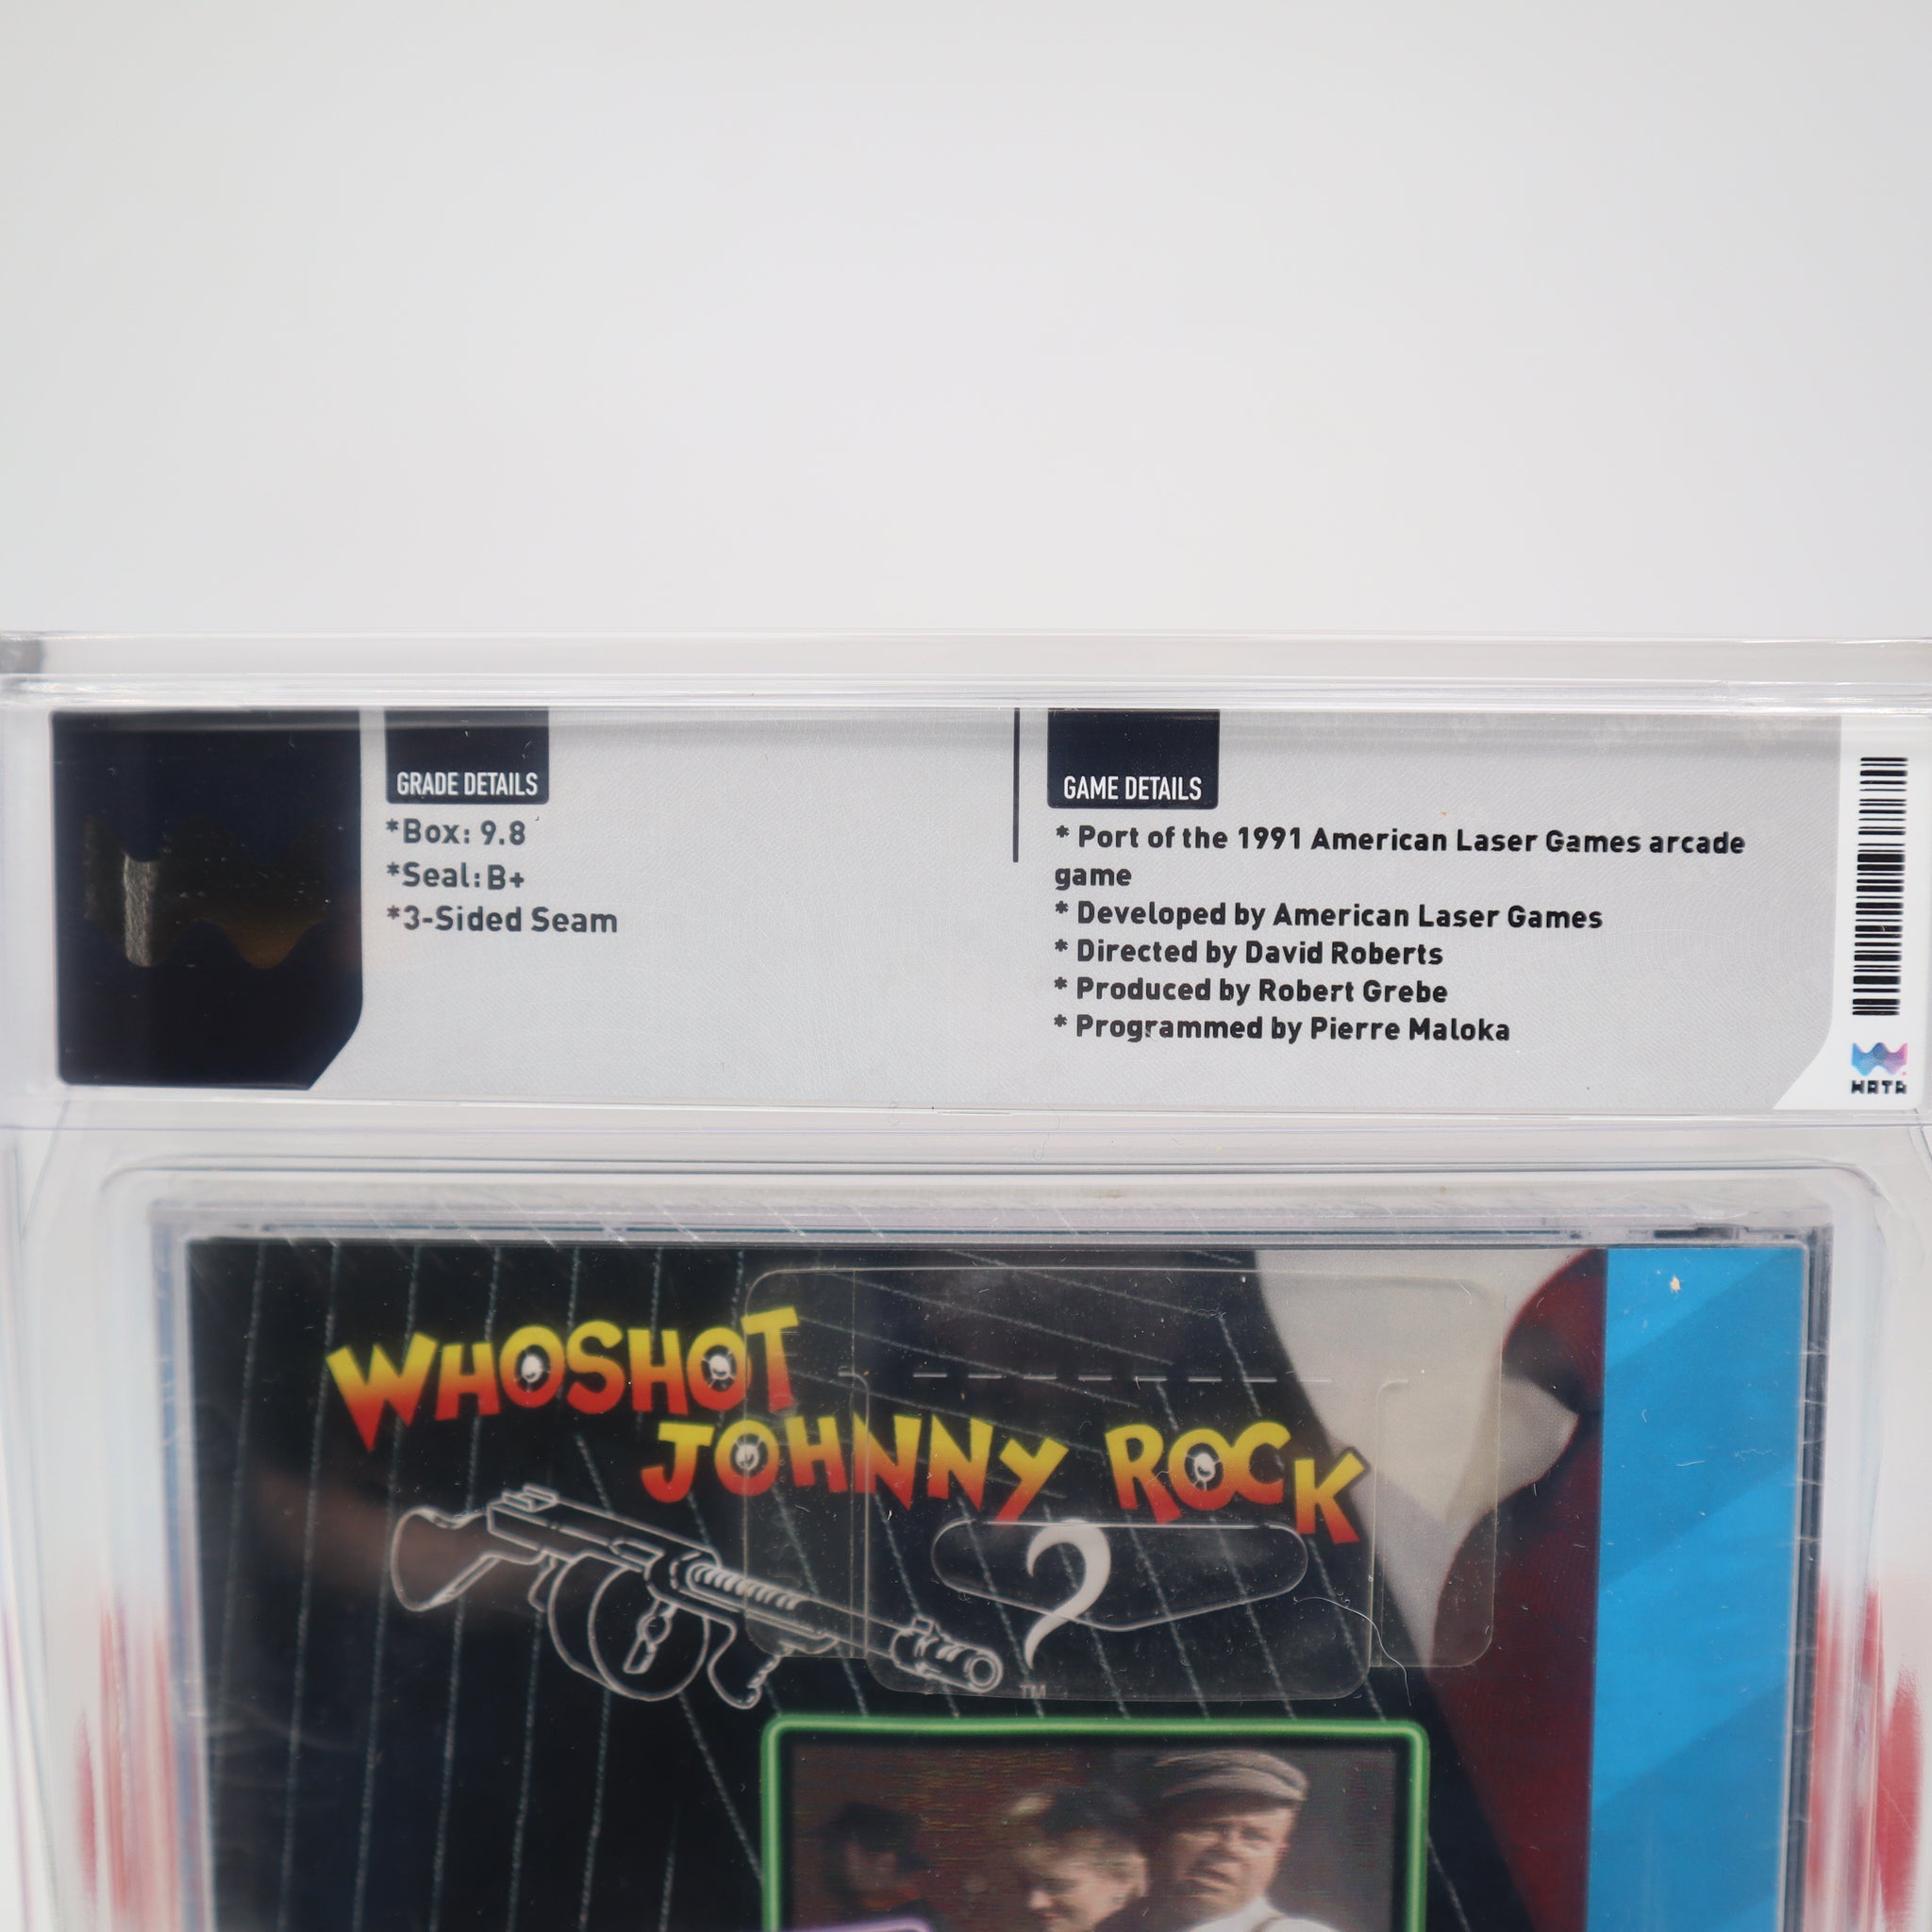 GRADE DETAILS
*Box: 9.8
*Seal: B+
*3-Sided Seam
GAME DETAILS
* Port of the 1991 American Laser Games arcade
game
* Developed by American Laser Games
* Directed by David Roberts
* Produced by Robert Grebe
* Programmed by Pierre Maloka
WATA
WHO SHOT
JOHNNY ROCK
?
TM